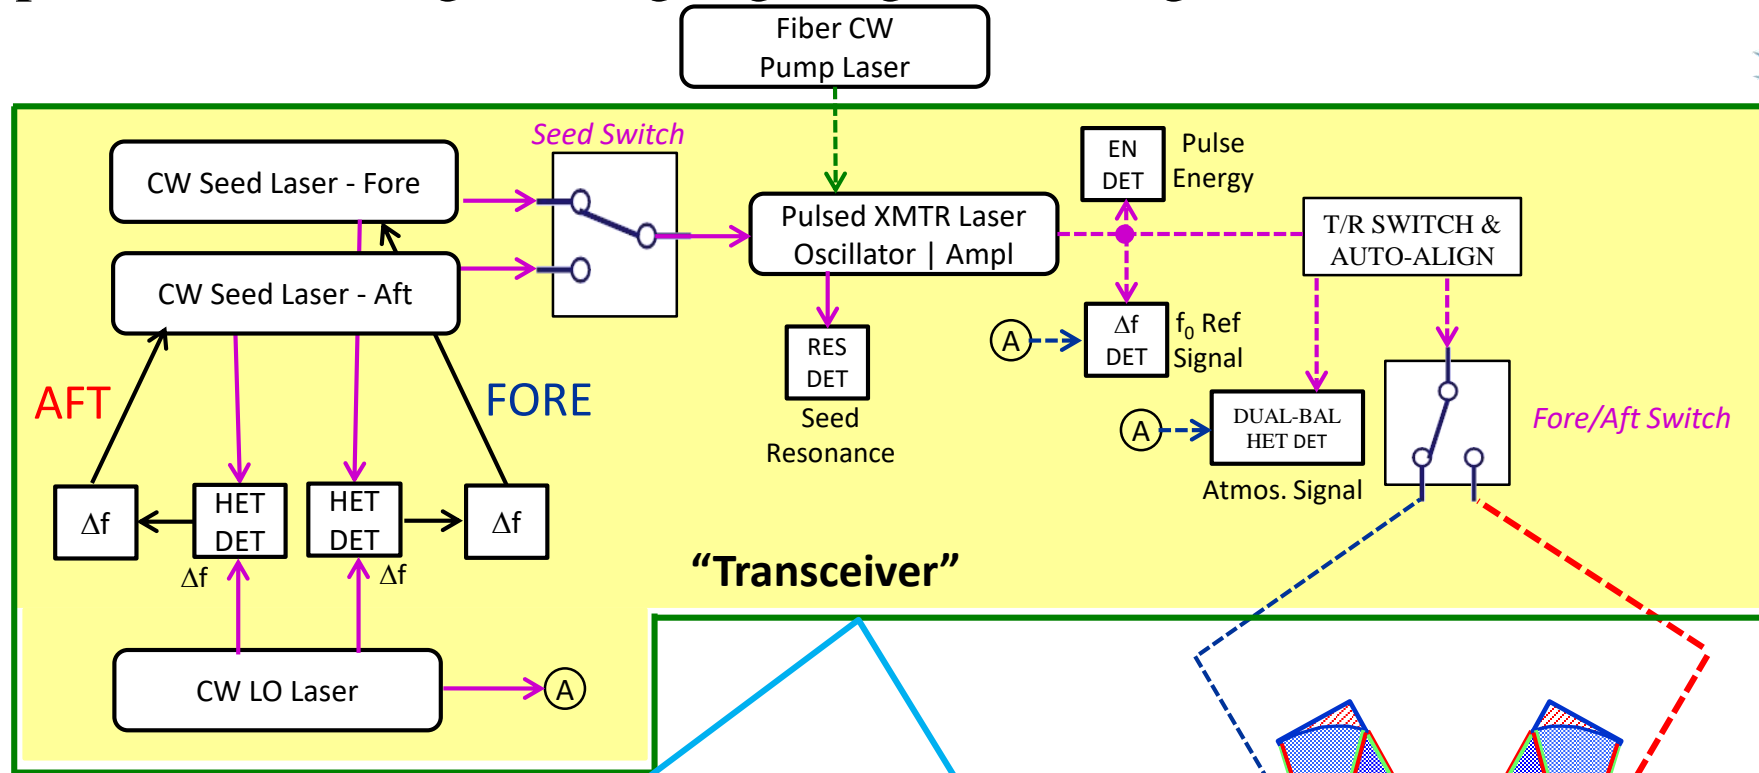 Fiber CW
Pump Laser
Seed Switch
CW Seed Laser - Fore
CW Seed Laser - Aft
Pulsed XMTR Laser
Oscillator | Ampl
EN
DET
Pulse
Energy
T/R SWITCH &
AUTO-ALIGN
A
Δf
DET
f0 Ref
Signal
RES
DET
Seed
Resonance
AFT
FORE
A
DUAL-BAL
HET DET
Atmos. Signal
Fore/Aft Switch
Δf
HET
DET
HET
DET
Δf
Δf
Δf
"Transceiver"
CW LO Laser
A